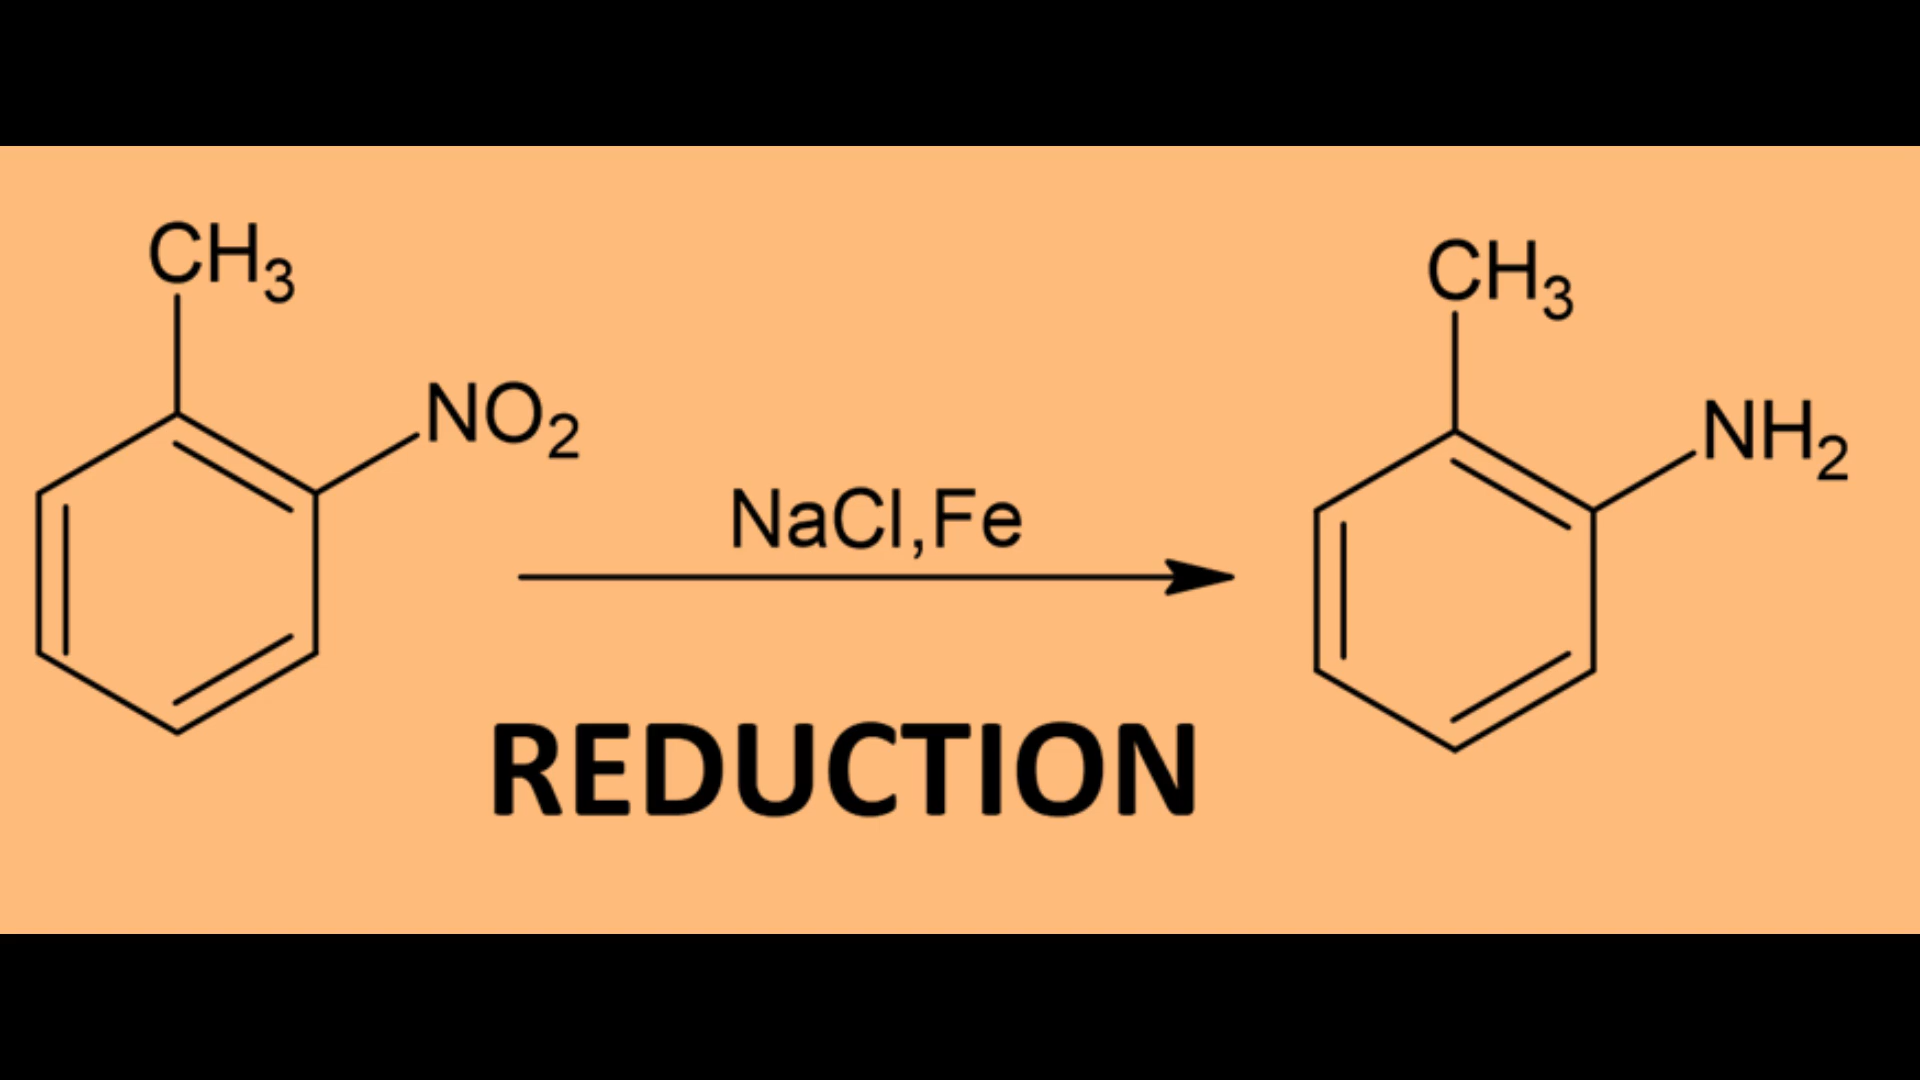 CH3
NO2
NaCl,Fe
REDUCTION
CH3
NH2